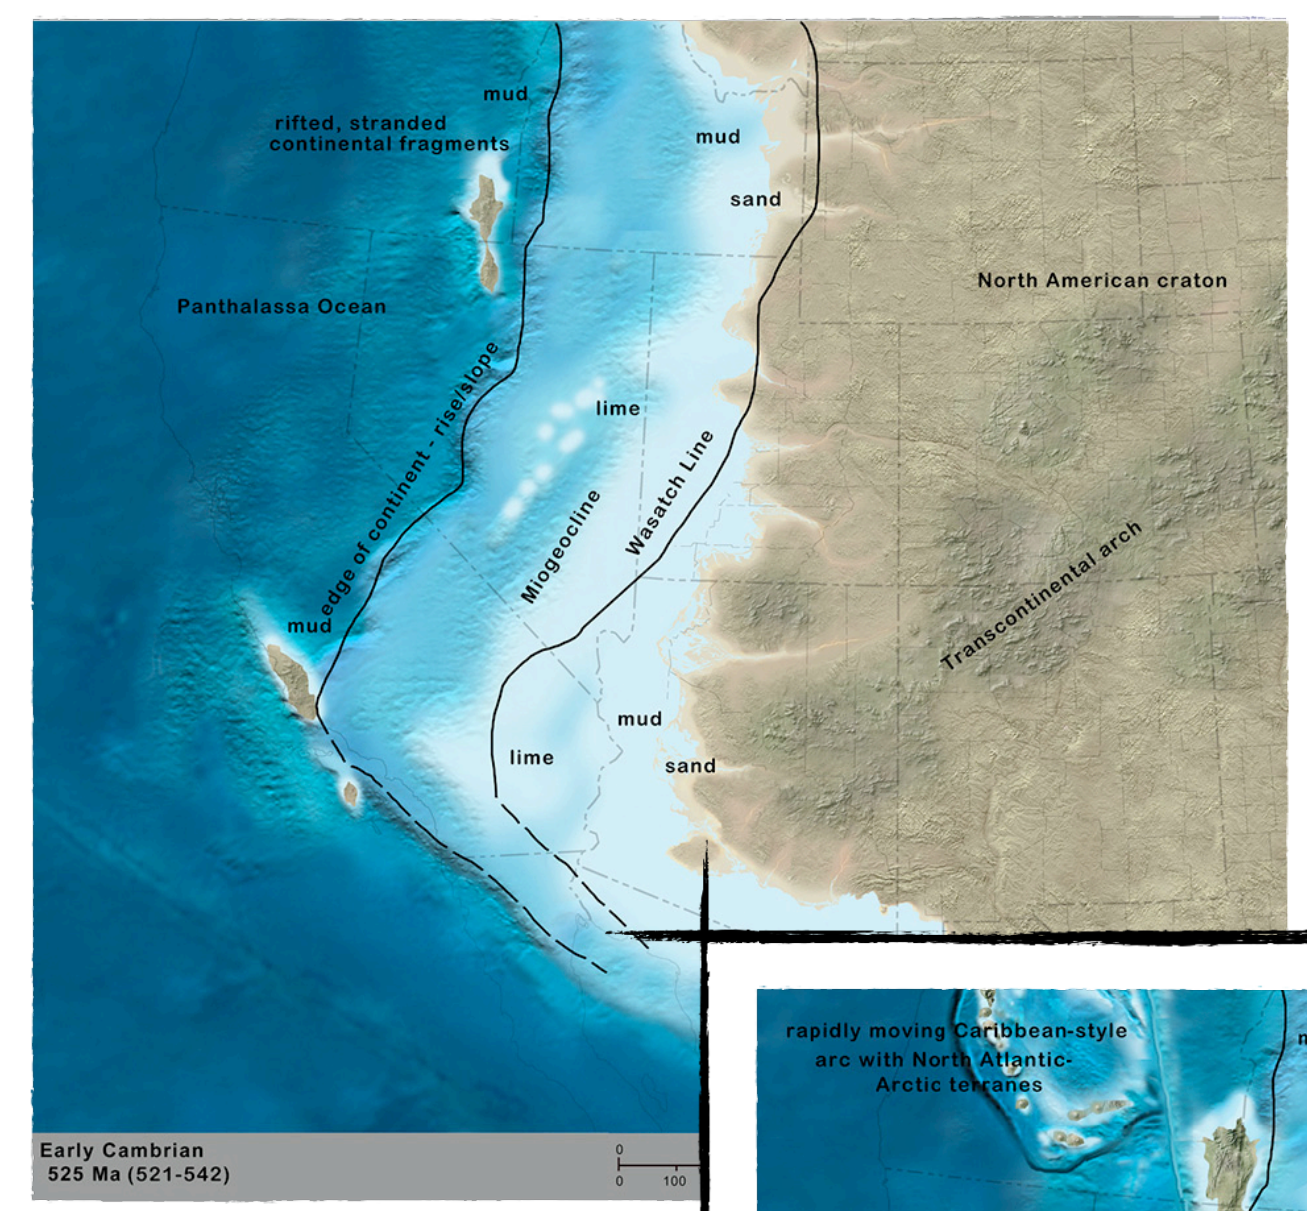 mud
rifted, stranded
continental fragments
mud
sand
North American craton
Panthalassa Ocean
edge of continent - rise/slope
lime
Wasatch Line
Miogeocline
Transcontinental arch
mud
mud
lime
sand
rapidly moving Caribbean-style
arc with North Atlantic-
Arctic terranes
Early Cambrian
525 Ma (521-542)
0
0 100